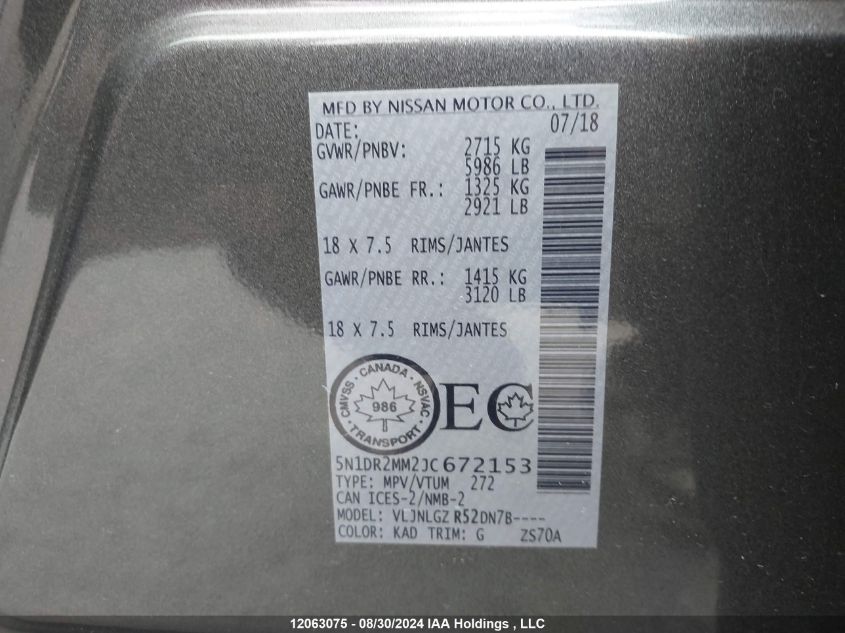 MFD BY NISSAN MOTOR CO., LTD.
DATE: 07/18
GVWR/PNBV: 2715 KG
5986 LB
GAWR/PNBE FR.: 1325 KG
2921 LB
18 X 7.5 RIMS/JANTES
GAWR/PNBE RR.: 1415 KG
3120 LB
18 X 7.5 RIMS/JANTES
CMVSS · CANADA · NSVAC
986
· TRANSPORT ·
EC
5N1DR2MM2JC672153
TYPE: MPV/VTUM 272
CAN ICES-2/NMB-2
MODEL: VLJNLGZ R52DN7B----
COLOR: KAD TRIM: G ZS70A
12063075 - 08/30/2024 IAA Holdings , LLC